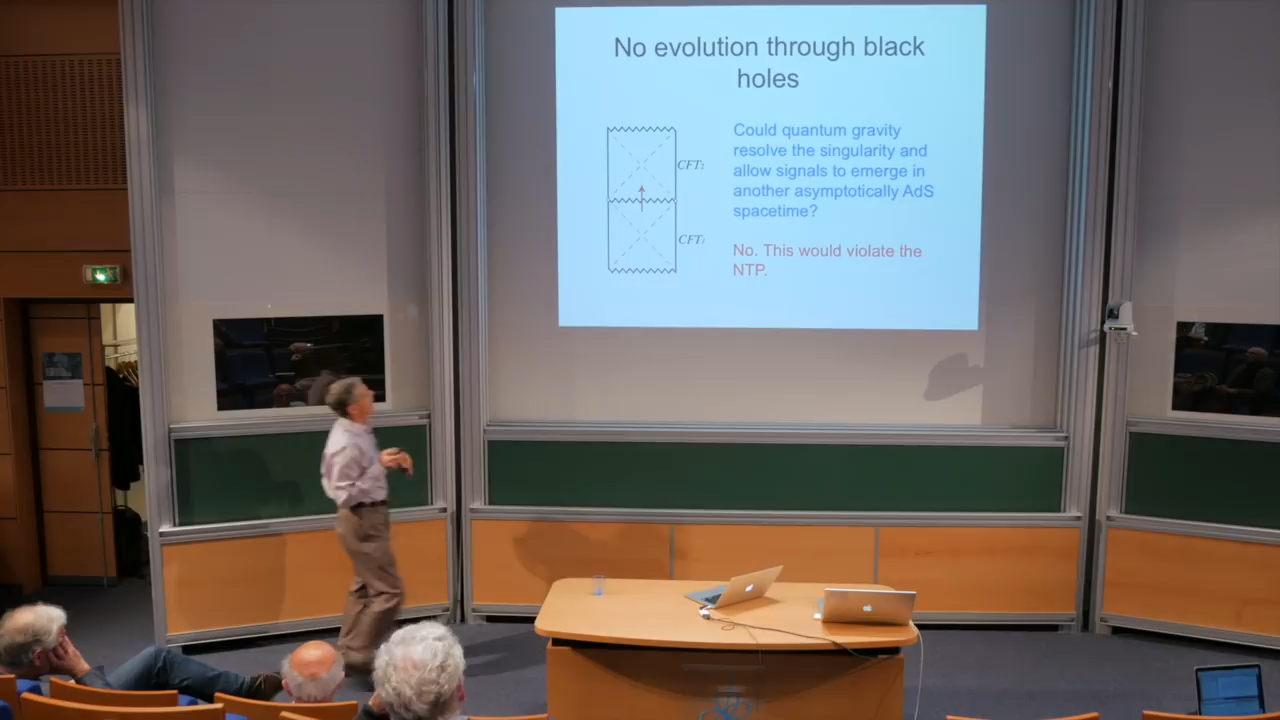 No evolution through black
holes
Could quantum gravity
resolve the singularity and
allow signals to emerge in
another asymptotically AdS
spacetime?
No. This would violate the
NTP.
CFT₂
CFT₁